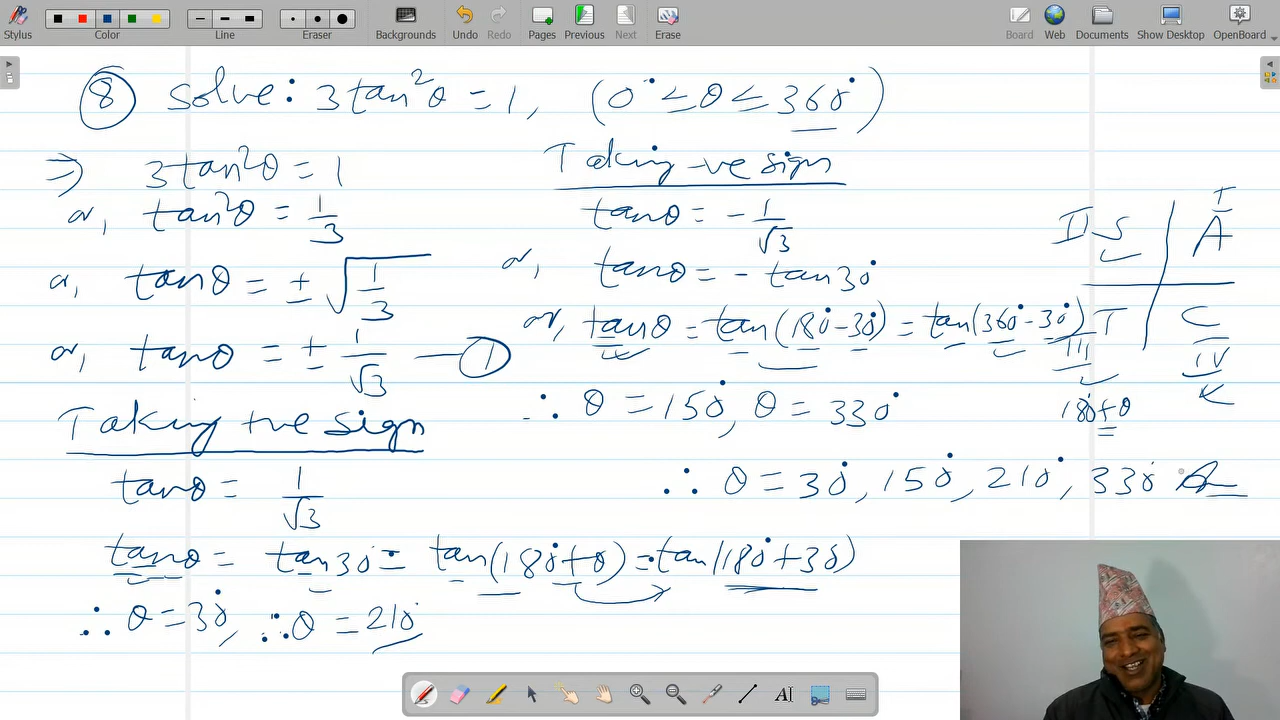 Stylus Color Line Eraser Backgrounds Undo Redo Pages Previous Next Erase Board Web Documents Show Desktop OpenBoard
⑧ Solve: 3tan²θ = 1, (0° ≤ θ ≤ 360°)
⇒ 3tan²θ = 1
or, tan²θ = 1/3
or, tanθ = ± √(1/3)
or, tanθ = ± 1/√3 — ①
Taking +ve sign
tanθ = 1/√3
tanθ = tan30° = tan(180°+θ) = tan(180°+30°)
∴ θ = 30°, ∴ θ = 210°
Taking -ve sign
tanθ = - 1/√3
or, tanθ = - tan30°
or, tanθ = tan(180°-30°) = tan(360°-30°)
∴ θ = 150°, θ = 330°
∴ θ = 30°, 150°, 210°, 330°
I
II S A
T C
III IV
180°+θ
AI